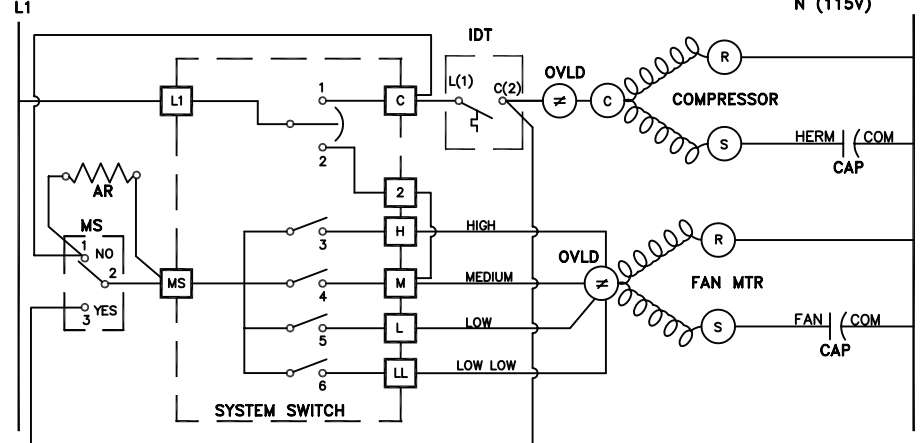 L1
N (115V)
IDT
L(1)
C(2)
OVLD
≠
C
R
COMPRESSOR
S
HERM
COM
CAP
L1
1
C
2
2
AR
MS
1
NO
2
3
YES
MS
3
H
HIGH
4
M
MEDIUM
5
L
LOW
6
LL
LOW LOW
SYSTEM SWITCH
OVLD
≠
R
FAN MTR
S
FAN
COM
CAP